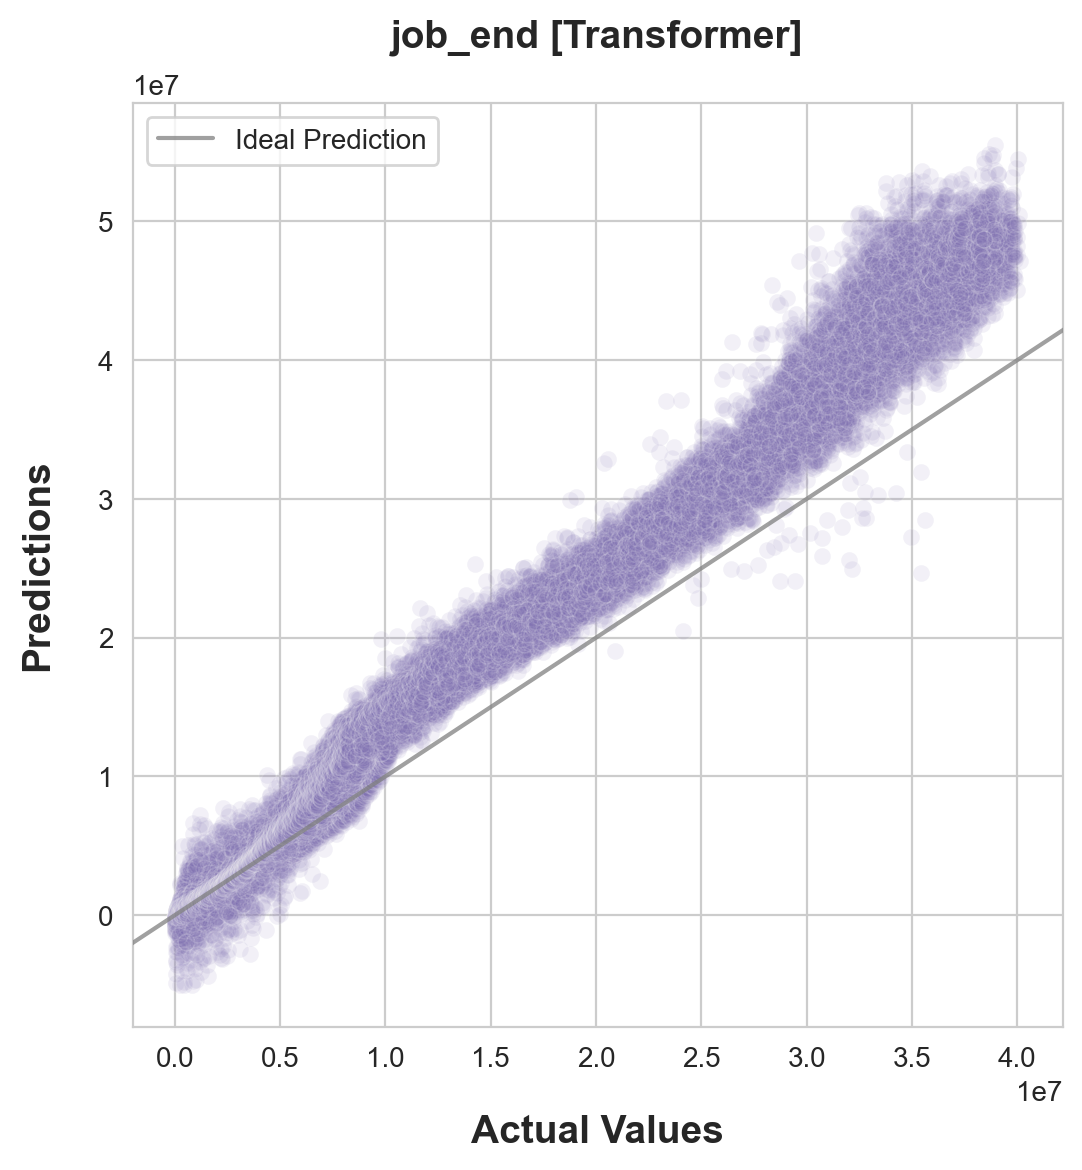 job_end [Transformer]
1e7
Ideal Prediction
5
4
3
2
1
0
Predictions
0.0 0.5 1.0 1.5 2.0 2.5 3.0 3.5 4.0
1e7
Actual Values